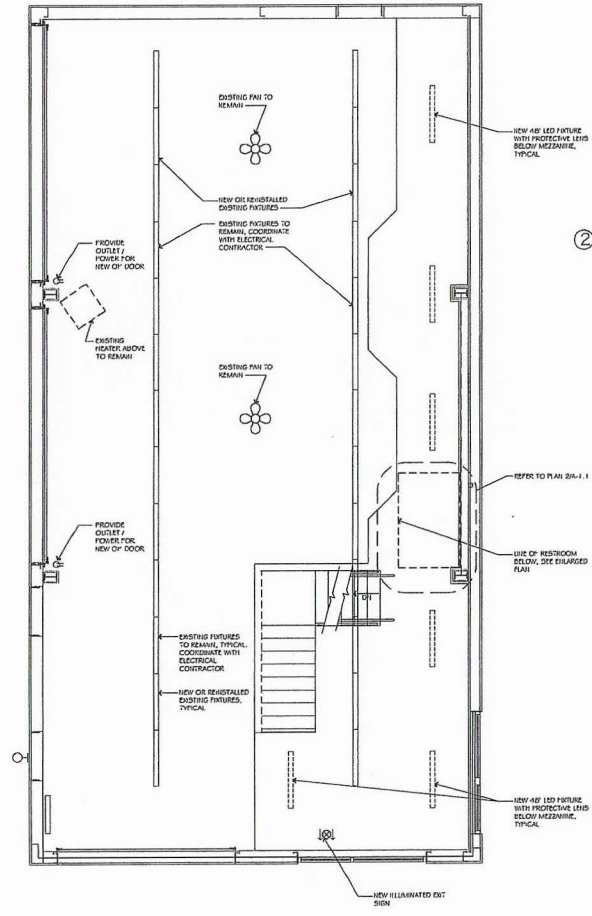 EXISTING FAN TO
REMAIN
NEW 48" LED FIXTURE
WITH PROTECTIVE LENS
BELOW MEZZANINE,
TYPICAL
NEW OR REINSTALLED
EXISTING FIXTURES
EXISTING FIXTURES TO
REMAIN, COORDINATE
WITH ELECTRICAL
CONTRACTOR
2
PROVIDE
OUTLET /
POWER FOR
NEW OH DOOR
EXISTING
HEATER ABOVE
TO REMAIN
EXISTING FAN TO
REMAIN
REFER TO PLAN 2/A-1.1
PROVIDE
OUTLET /
POWER FOR
NEW OH DOOR
LINE OF RESTROOM
BELOW, SEE ENLARGED
PLAN
DN
EXISTING FIXTURES
TO REMAIN, TYPICAL.
COORDINATE WITH
ELECTRICAL
CONTRACTOR
NEW OR REINSTALLED
EXISTING FIXTURES,
TYPICAL
NEW 48" LED FIXTURE
WITH PROTECTIVE LENS
BELOW MEZZANINE,
TYPICAL
NEW ILLUMINATED EXIT
SIGN